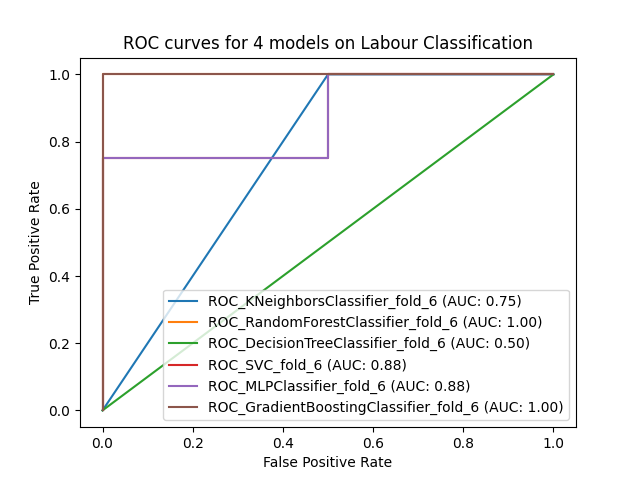 ROC curves for 4 models on Labour Classification
True Positive Rate
1.0
0.8
0.6
0.4
0.2
0.0
ROC_KNeighborsClassifier_fold_6 (AUC: 0.75)
ROC_RandomForestClassifier_fold_6 (AUC: 1.00)
ROC_DecisionTreeClassifier_fold_6 (AUC: 0.50)
ROC_SVC_fold_6 (AUC: 0.88)
ROC_MLPClassifier_fold_6 (AUC: 0.88)
ROC_GradientBoostingClassifier_fold_6 (AUC: 1.00)
0.0 0.2 0.4 0.6 0.8 1.0
False Positive Rate